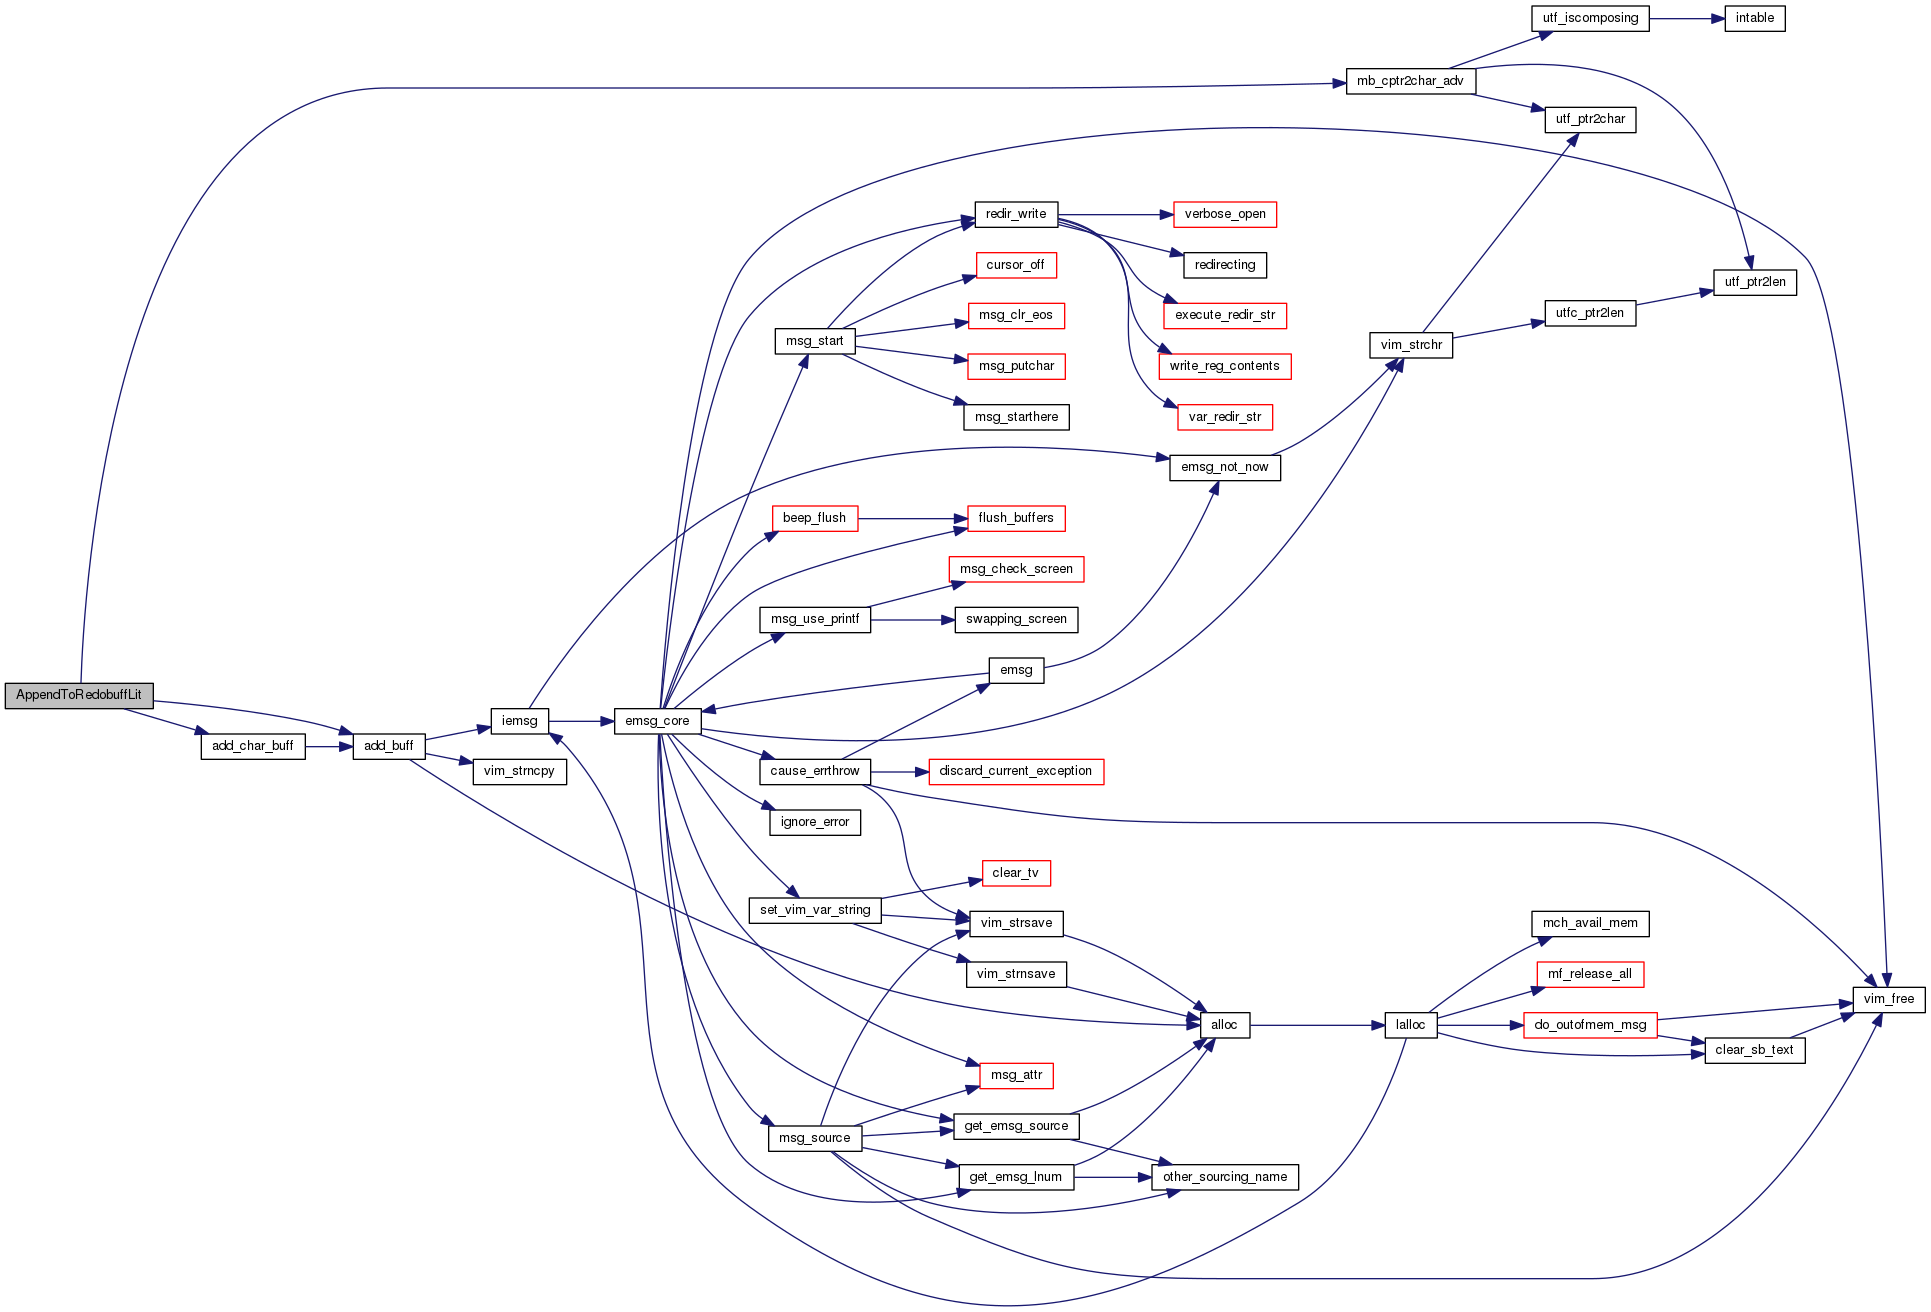 utf_iscomposing
intable
mb_cptr2char_adv
utf_ptr2char
redir_write
verbose_open
cursor_off
redirecting
utf_ptr2len
msg_clr_eos
execute_redir_str
utfc_ptr2len
msg_start
vim_strchr
msg_putchar
write_reg_contents
msg_starthere
var_redir_str
emsg_not_now
beep_flush
flush_buffers
msg_check_screen
msg_use_printf
swapping_screen
emsg
AppendToRedobuffLit
iemsg
emsg_core
add_char_buff
add_buff
vim_strncpy
cause_errthrow
discard_current_exception
ignore_error
clear_tv
set_vim_var_string
vim_strsave
mch_avail_mem
vim_strnsave
mf_release_all
vim_free
alloc
lalloc
do_outofmem_msg
clear_sb_text
msg_attr
get_emsg_source
msg_source
get_emsg_lnum
other_sourcing_name